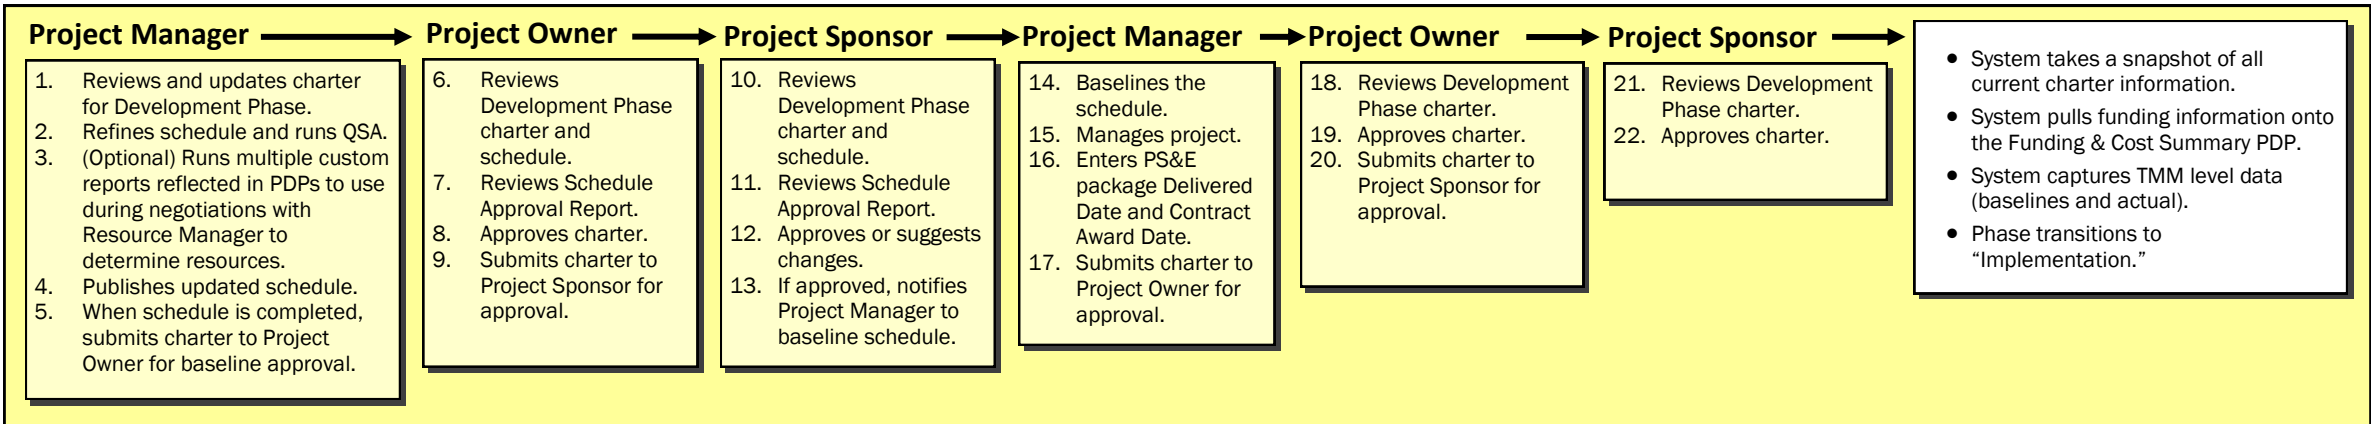 Project Manager
1. Reviews and updates charter
for Development Phase.
2. Refines schedule and runs QSA.
3. (Optional) Runs multiple custom
reports reflected in PDPs to use
during negotiations with
Resource Manager to
determine resources.
4. Publishes updated schedule.
5. When schedule is completed,
submits charter to Project
Owner for baseline approval.
Project Owner
6. Reviews
Development Phase
charter and
schedule.
7. Reviews Schedule
Approval Report.
8. Approves charter.
9. Submits charter to
Project Sponsor for
approval.
Project Sponsor
10. Reviews
Development Phase
charter and
schedule.
11. Reviews Schedule
Approval Report.
12. Approves or suggests
changes.
13. If approved, notifies
Project Manager to
baseline schedule.
Project Manager
14. Baselines the
schedule.
15. Manages project.
16. Enters PS&E
package Delivered
Date and Contract
Award Date.
17. Submits charter to
Project Owner for
approval.
Project Owner
18. Reviews Development
Phase charter.
19. Approves charter.
20. Submits charter to
Project Sponsor for
approval.
Project Sponsor
21. Reviews Development
Phase charter.
22. Approves charter.
• System takes a snapshot of all
current charter information.
• System pulls funding information onto
the Funding & Cost Summary PDP.
• System captures TMM level data
(baselines and actual).
• Phase transitions to
“Implementation.”